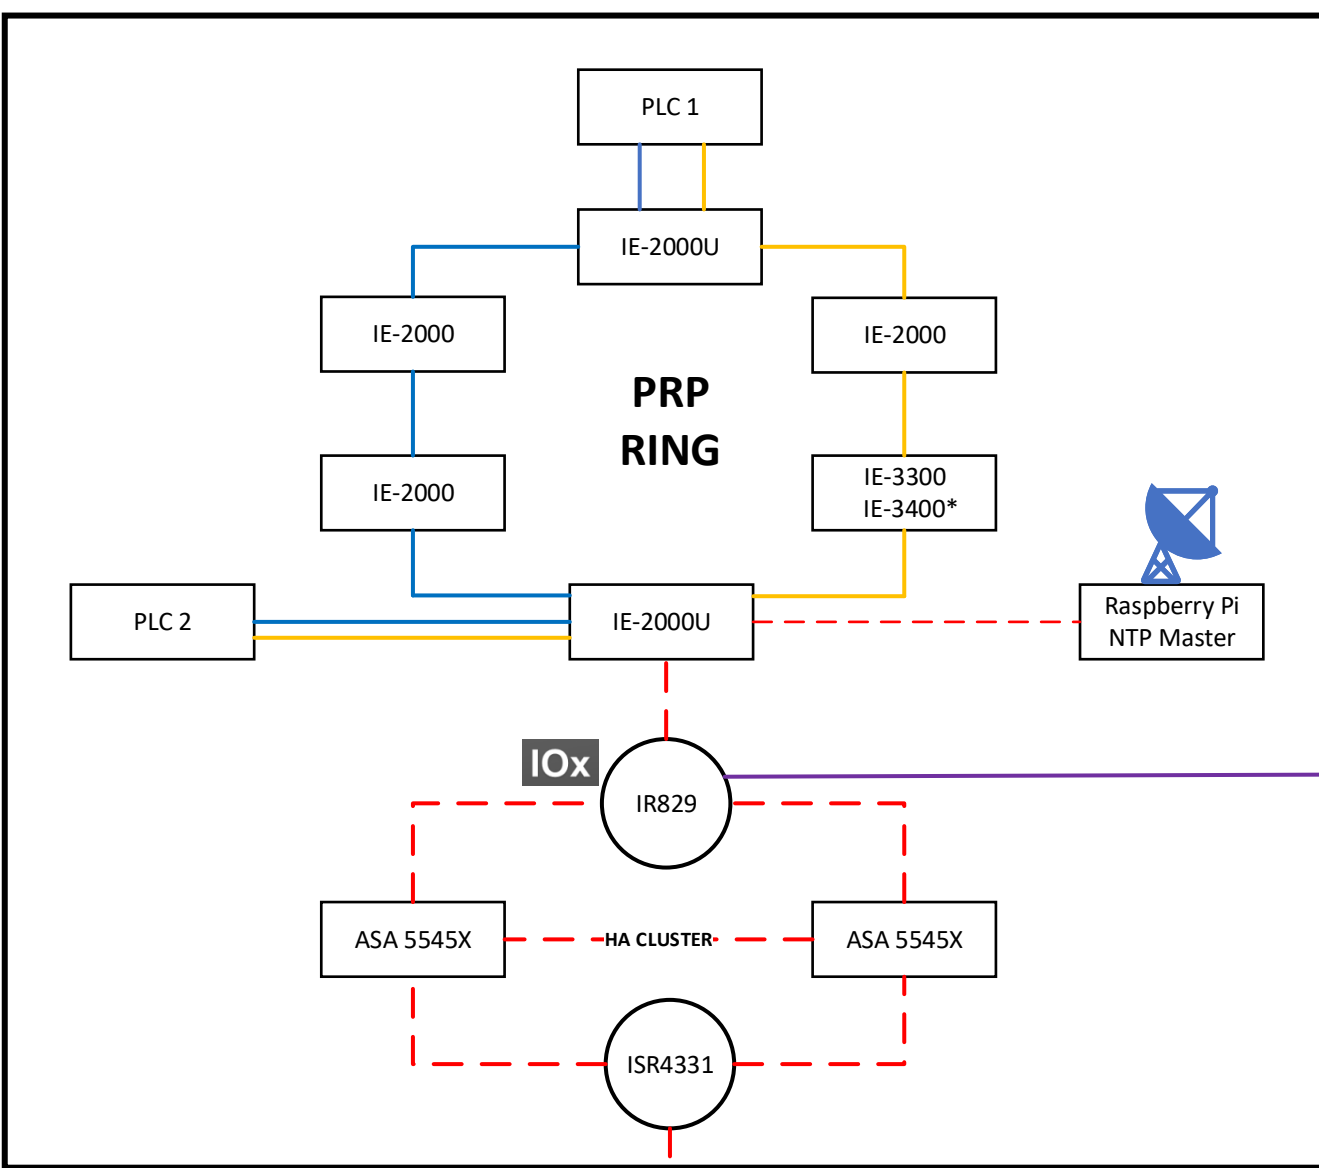 PLC 1
IE-2000U
IE-2000
IE-2000
PRP
RING
IE-2000
IE-3300
IE-3400*
PLC 2
IE-2000U
Raspberry Pi
NTP Master
IOx
IR829
ASA 5545X
HA CLUSTER
ASA 5545X
ISR4331